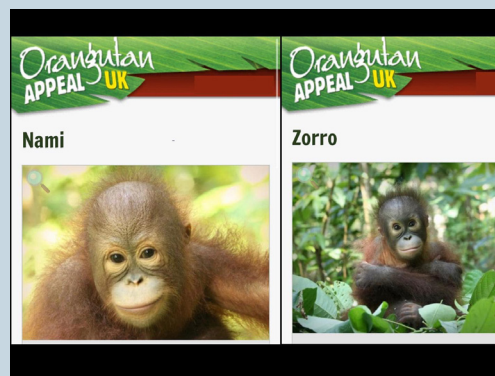 Orangutan
APPEAL UK
Nami
Orangutan
APPEAL UK
Zorro